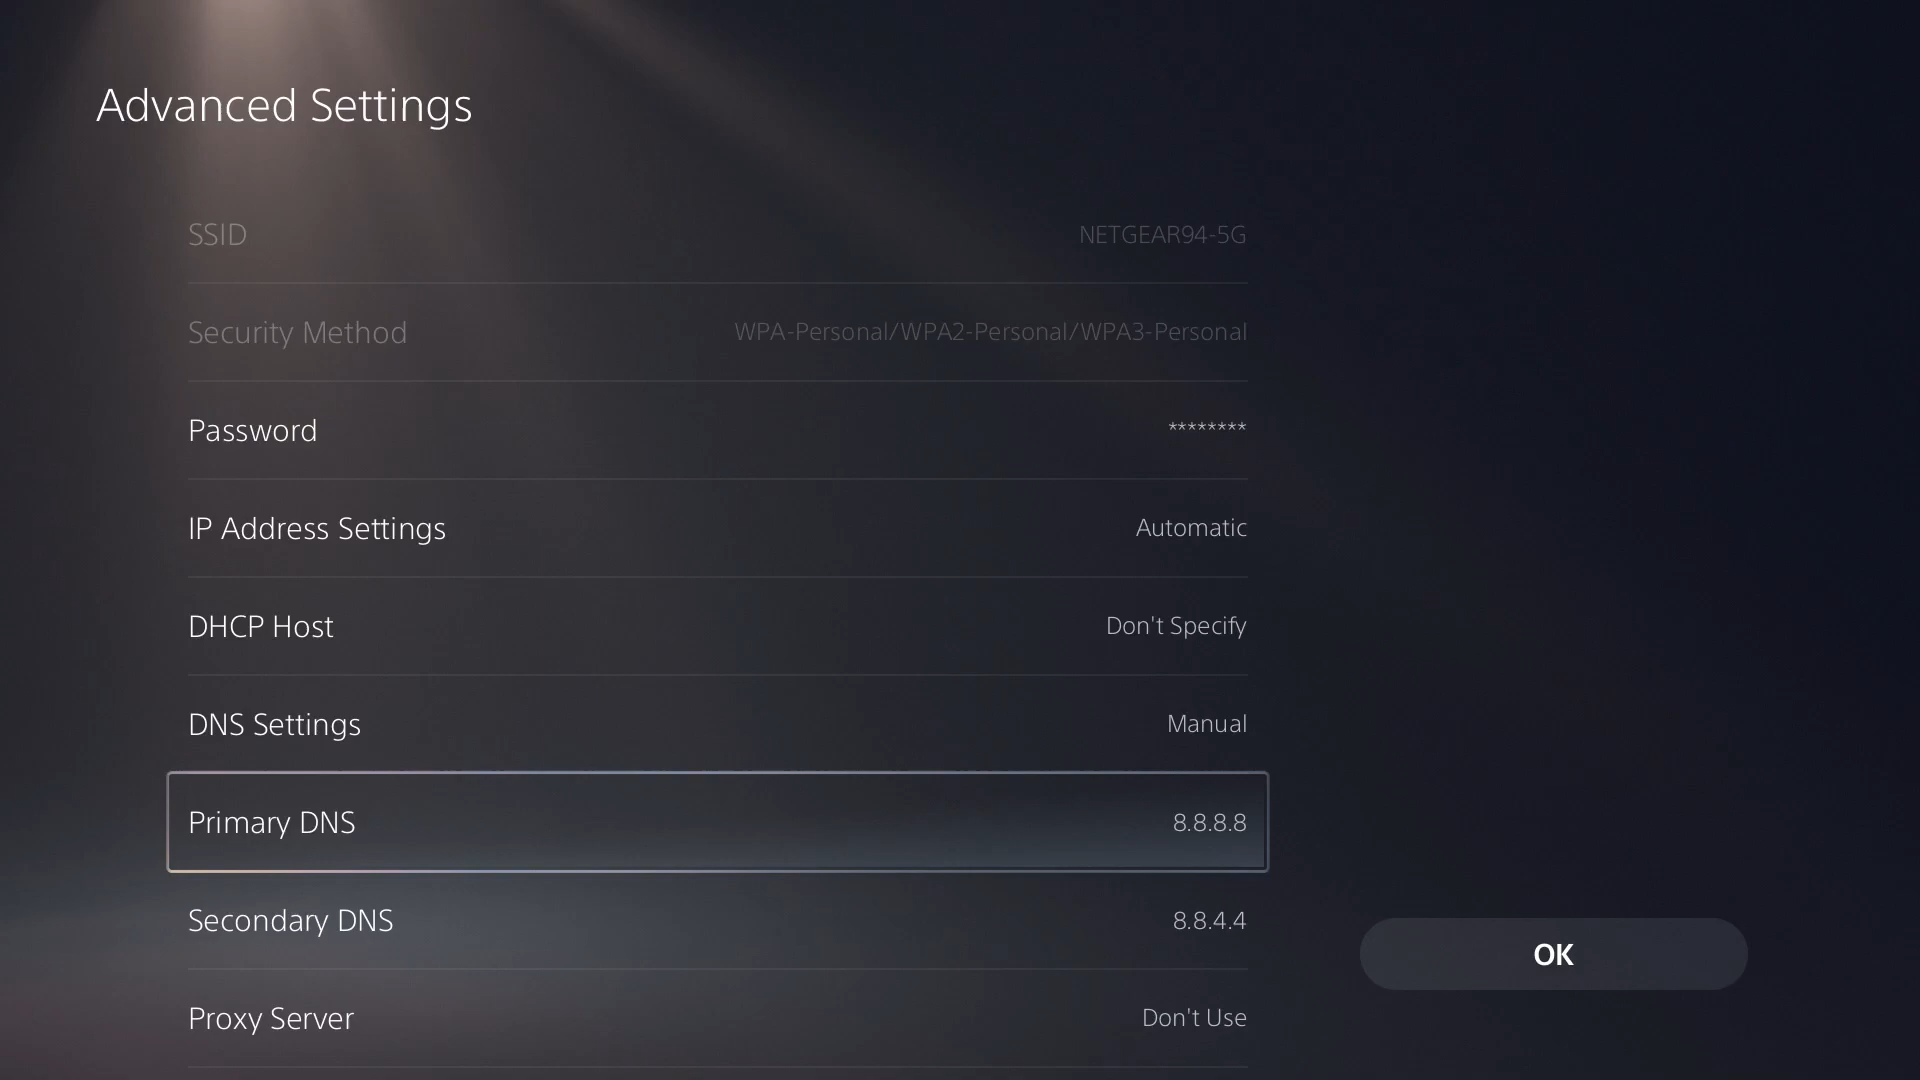 Advanced Settings
SSID NETGEAR94-5G
Security Method WPA-Personal/WPA2-Personal/WPA3-Personal
Password ********
IP Address Settings Automatic
DHCP Host Don't Specify
DNS Settings Manual
Primary DNS 8.8.8.8
Secondary DNS 8.8.4.4
OK
Proxy Server Don't Use